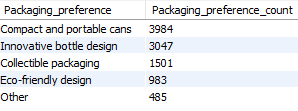 Packaging_preference Packaging_preference_count
Compact and portable cans 3984
Innovative bottle design 3047
Collectible packaging 1501
Eco-friendly design 983
Other 485